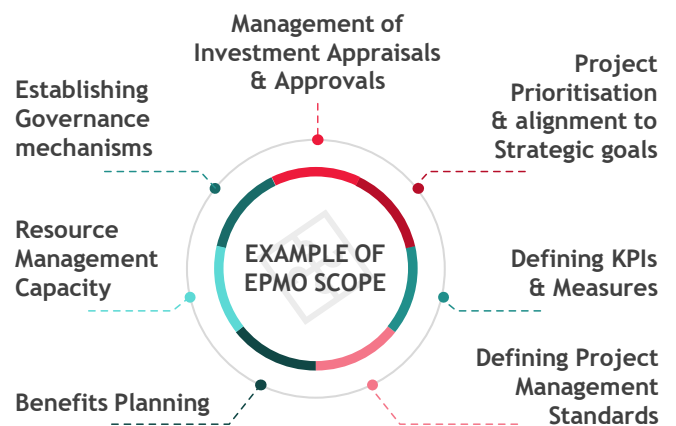 Management of
Investment Appraisals
& Approvals
Project
Prioritisation
& alignment to
Strategic goals
Defining KPIs
& Measures
Defining Project
Management
Standards
Benefits Planning
Resource
Management
Capacity
Establishing
Governance
mechanisms
EXAMPLE OF
EPMO SCOPE